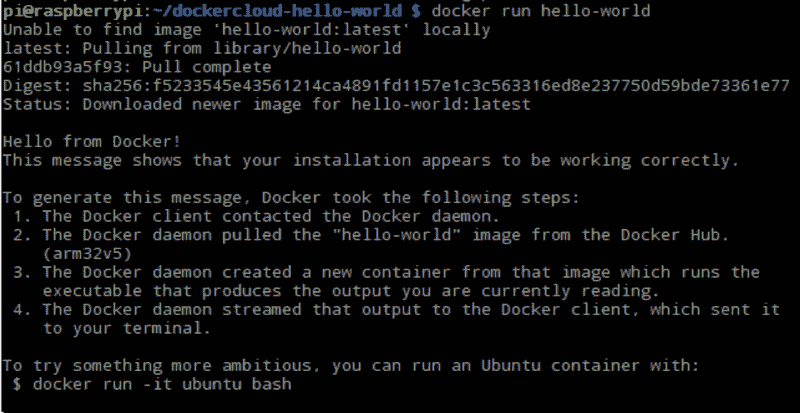 pi@raspberrypi:~/dockercloud-hello-world $ docker run hello-world
Unable to find image 'hello-world:latest' locally
latest: Pulling from library/hello-world
61ddb93a5f93: Pull complete
Digest: sha256:f5233545e43561214ca4891fd1157e1c3c563316ed8e237750d59bde73361e77
Status: Downloaded newer image for hello-world:latest
Hello from Docker!
This message shows that your installation appears to be working correctly.
To generate this message, Docker took the following steps:
1. The Docker client contacted the Docker daemon.
2. The Docker daemon pulled the "hello-world" image from the Docker Hub.
(arm32v5)
3. The Docker daemon created a new container from that image which runs the
executable that produces the output you are currently reading.
4. The Docker daemon streamed that output to the Docker client, which sent it
to your terminal.
To try something more ambitious, you can run an Ubuntu container with:
$ docker run -it ubuntu bash